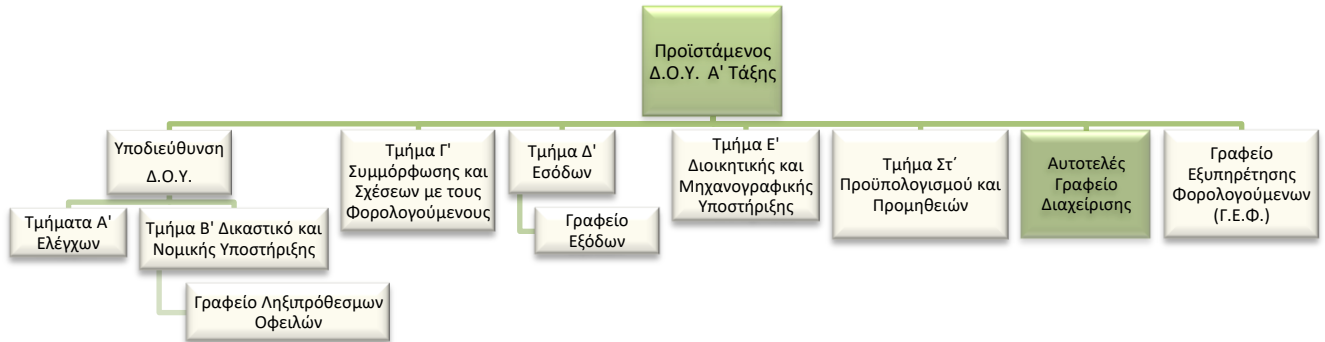 Προϊστάμενος
Δ.Ο.Υ. Α' Τάξης
Υποδιεύθυνση
Δ.Ο.Υ.
Τμήματα Α'
Ελέγχων
Τμήμα Β' Δικαστικό και
Νομικής Υποστήριξης
Γραφείο Ληξιπρόθεσμων
Οφειλών
Τμήμα Γ'
Συμμόρφωσης και
Σχέσεων με τους
Φορολογούμενους
Τμήμα Δ'
Εσόδων
Γραφείο
Εξόδων
Τμήμα Ε'
Διοικητικής και
Μηχανογραφικής
Υποστήριξης
Τμήμα Στ΄
Προϋπολογισμού και
Προμηθειών
Αυτοτελές
Γραφείο
Διαχείρισης
Γραφείο
Εξυπηρέτησης
Φορολογούμενων
(Γ.Ε.Φ.)